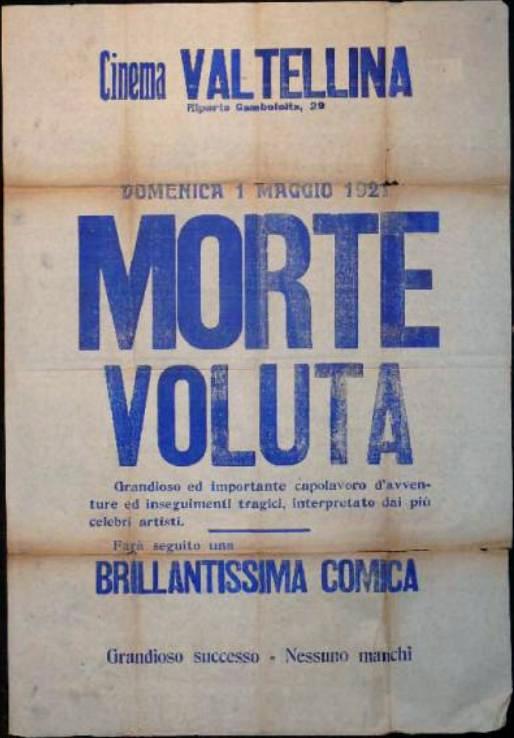 Cinema VALTELLINA
Riparto Gamboloita, 29
DOMENICA 1 MAGGIO 1921
MORTE
VOLUTA
Grandioso ed importante capolavoro d'avven-
ture ed inseguimenti tragici, interpretato dai più
celebri artisti.
Farà seguito una
BRILLANTISSIMA COMICA
Grandioso successo - Nessuno manchi